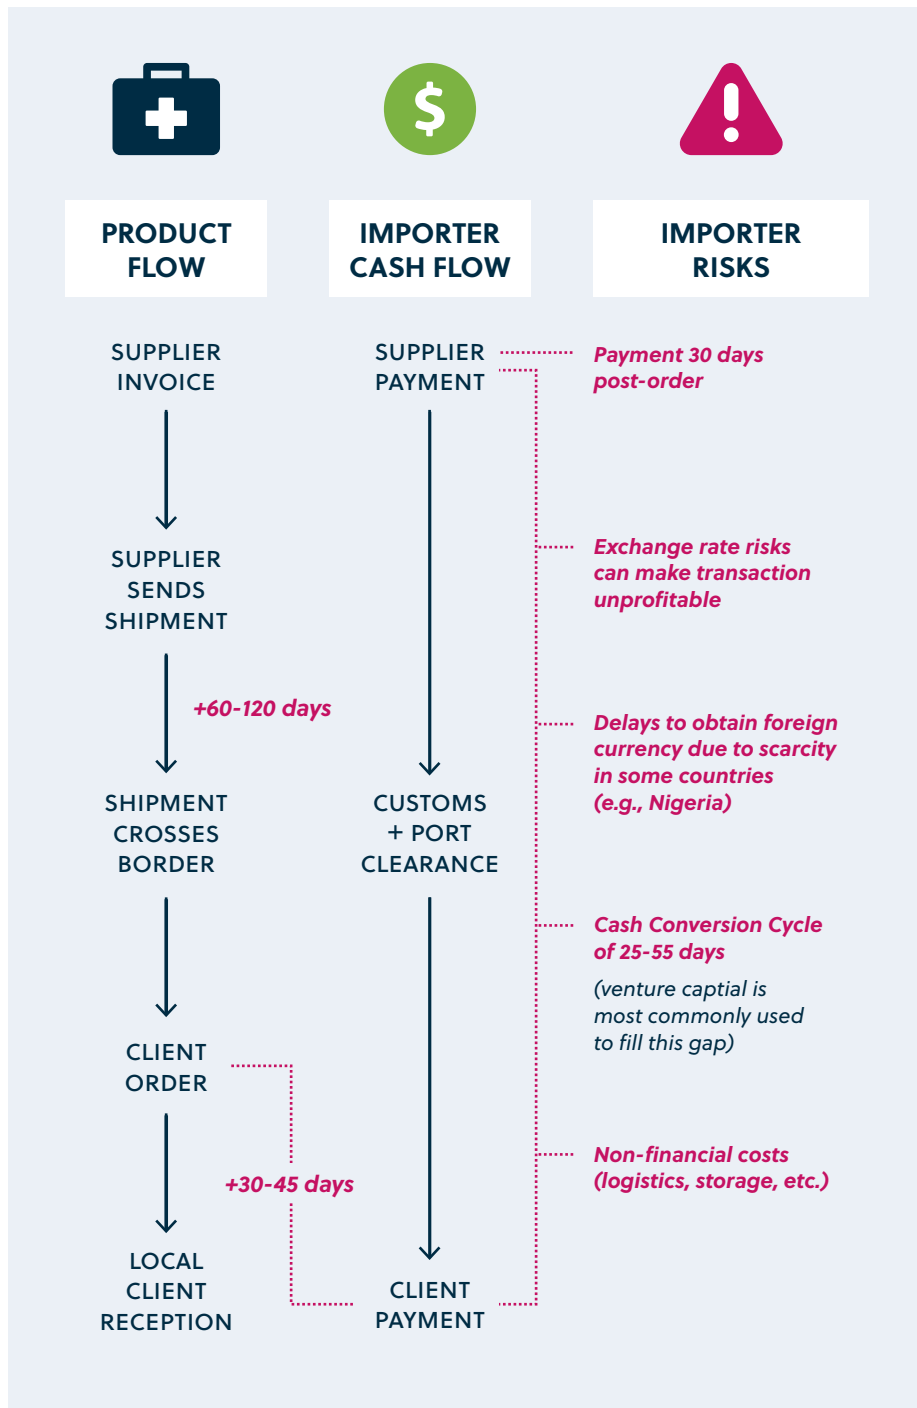 $
!
PRODUCT
FLOW
IMPORTER
CASH FLOW
IMPORTER
RISKS
SUPPLIER
INVOICE
SUPPLIER
SENDS
SHIPMENT
+60-120 days
SHIPMENT
CROSSES
BORDER
CLIENT
ORDER
+30-45 days
LOCAL
CLIENT
RECEPTION
SUPPLIER
PAYMENT
CUSTOMS
+ PORT
CLEARANCE
CLIENT
PAYMENT
Payment 30 days
post-order
Exchange rate risks
can make transaction
unprofitable
Delays to obtain foreign
currency due to scarcity
in some countries
(e.g., Nigeria)
Cash Conversion Cycle
of 25-55 days
(venture captial is
most commonly used
to fill this gap)
Non-financial costs
(logistics, storage, etc.)